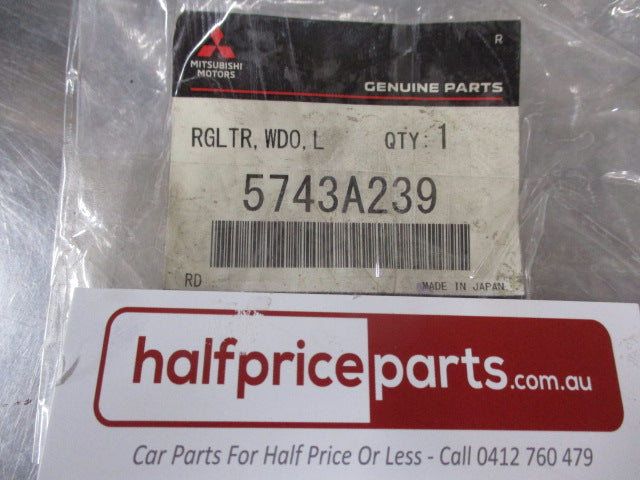 R
MITSUBISHI
MOTORS
GENUINE PARTS
RGLTR, WDO, L QTY: 1
5743A239
RD
MADE IN JAPAN
halfpriceparts.com.au
Car Parts For Half Price Or Less - Call 0412 760 479